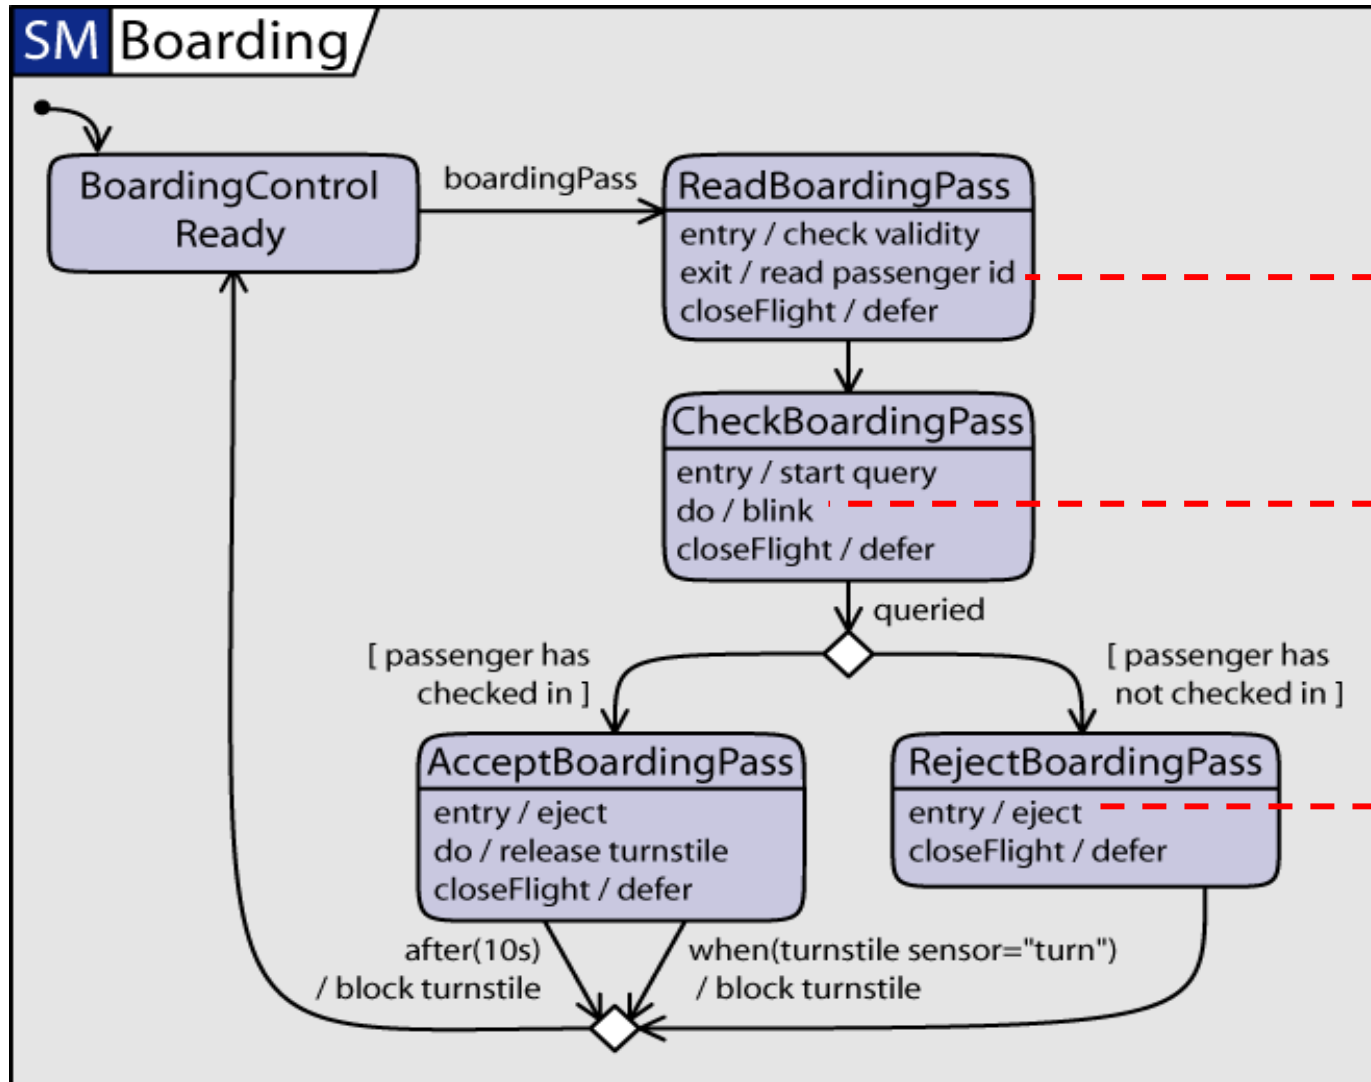 SM Boarding
BoardingControl
Ready
boardingPass
ReadBoardingPass
entry / check validity
exit / read passenger id
closeFlight / defer
CheckBoardingPass
entry / start query
do / blink
closeFlight / defer
queried
[ passenger has
checked in ]
[ passenger has
not checked in ]
AcceptBoardingPass
entry / eject
do / release turnstile
closeFlight / defer
RejectBoardingPass
entry / eject
closeFlight / defer
after(10s)
/ block turnstile
when(turnstile sensor="turn")
/ block turnstile